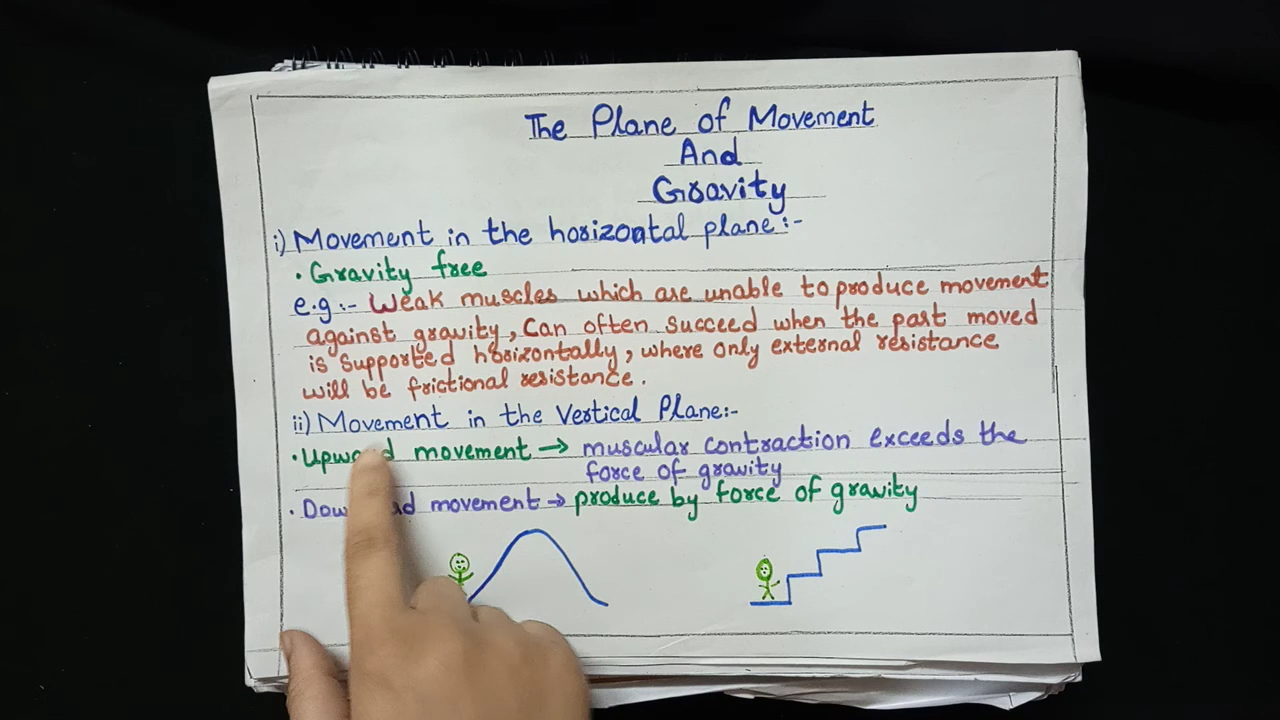 The Plane of Movement
And
Gravity
i) Movement in the horizontal plane:-
• Gravity free
e.g:- Weak muscles which are unable to produce movement
against gravity, Can often succeed when the part moved
is supported horizontally, where only external resistance
will be frictional resistance.
ii) Movement in the Vertical Plane:-
• Upward movement → muscular contraction exceeds the
force of gravity
• movement → produce by force of gravity